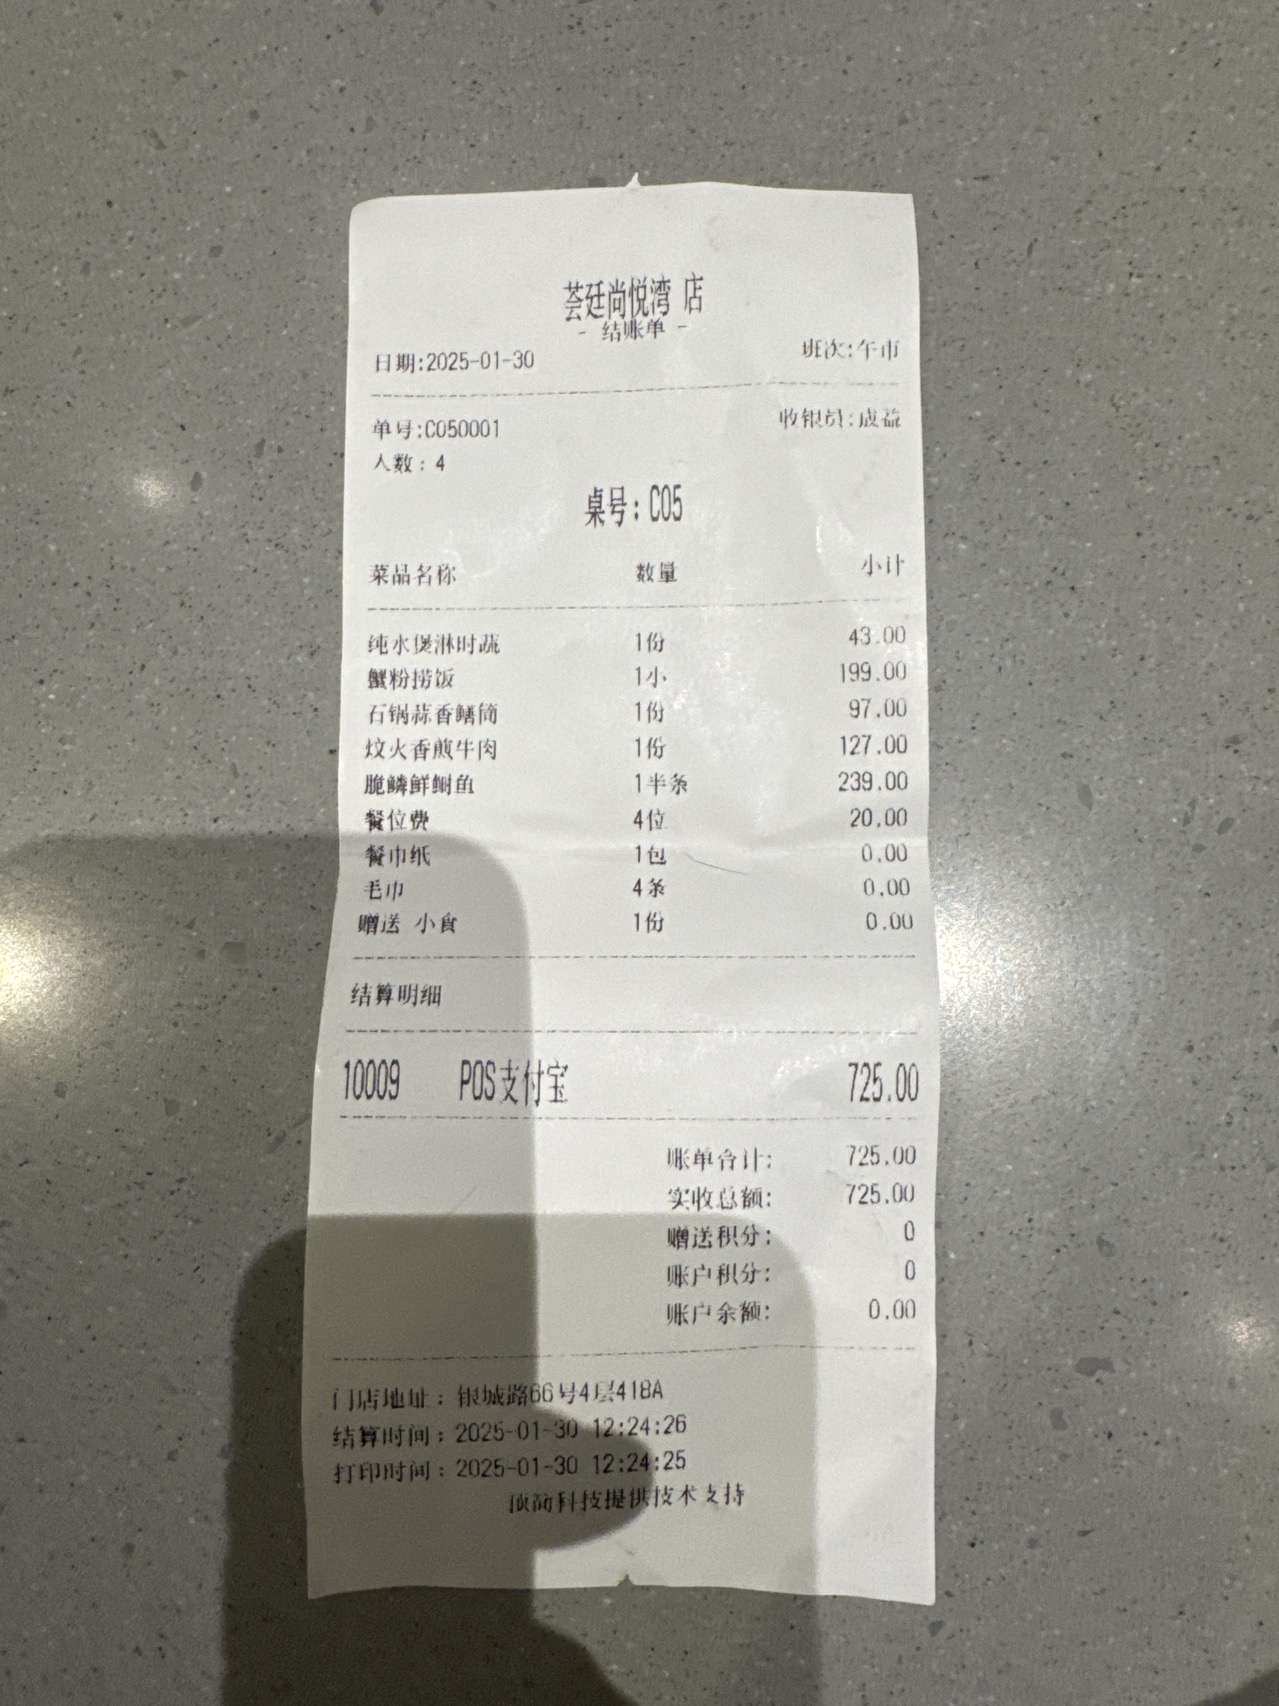 荟廷尚悦湾 店
- 结账单 -
日期:2025-01-30 班次:午市
单号:C050001 收银员:成益
人数: 4
桌号: C05
菜品名称 数量 小计
纯水煲淋时蔬 1份 43.00
蟹粉捞饭 1小 199.00
石锅蒜香鳝筒 1份 97.00
炆火香煎牛肉 1份 127.00
脆鳞鲜鲥鱼 1半条 239.00
餐位费 4位 20.00
餐巾纸 1包 0.00
毛巾 4条 0.00
赠送 小食 1份 0.00
结算明细
10009 POS支付宝 725.00
账单合计: 725.00
实收总额: 725.00
赠送积分: 0
账户积分: 0
账户余额: 0.00
门店地址: 银城路66号4层418A
结算时间: 2025-01-30 12:24:26
打印时间: 2025-01-30 12:24:25
顶商科技提供技术支持